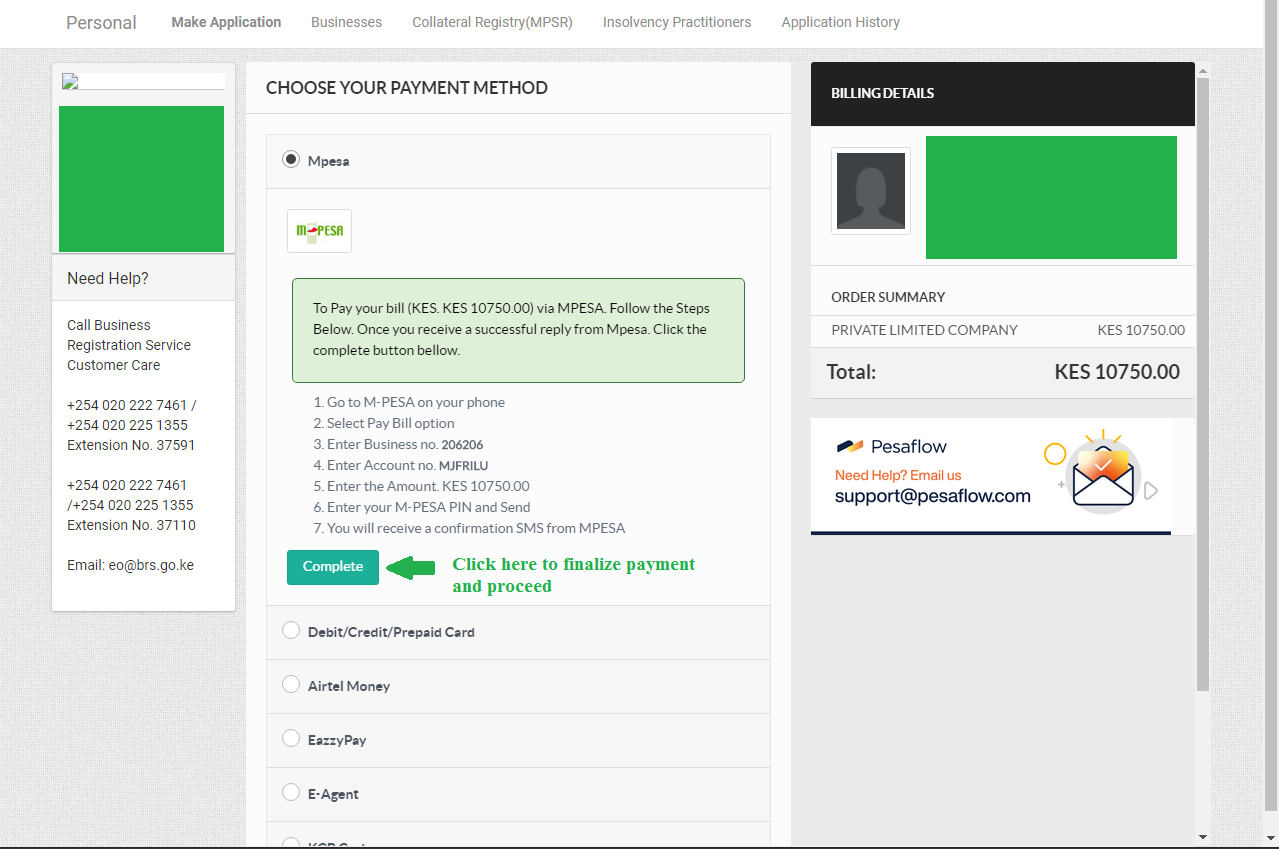 Personal Make Application Businesses Collateral Registry(MPSR) Insolvency Practitioners Application History
Need Help?
Call Business
Registration Service
Customer Care
+254 020 222 7461 /
+254 020 225 1355
Extension No. 37591
+254 020 222 7461
/+254 020 225 1355
Extension No. 37110
Email: eo@brs.go.ke
CHOOSE YOUR PAYMENT METHOD
Mpesa
M-PESA
To Pay your bill (KES. KES 10750.00) via MPESA. Follow the Steps
Below. Once you receive a successful reply from Mpesa. Click the
complete button bellow.
1. Go to M-PESA on your phone
2. Select Pay Bill option
3. Enter Business no. 206206
4. Enter Account no. MJFRILU
5. Enter the Amount. KES 10750.00
6. Enter your M-PESA PIN and Send
7. You will receive a confirmation SMS from MPESA
Complete
Click here to finalize payment
and proceed
Debit/Credit/Prepaid Card
Airtel Money
EazzyPay
E-Agent
BILLING DETAILS
ORDER SUMMARY
PRIVATE LIMITED COMPANY KES 10750.00
Total: KES 10750.00
Pesaflow
Need Help? Email us
support@pesaflow.com